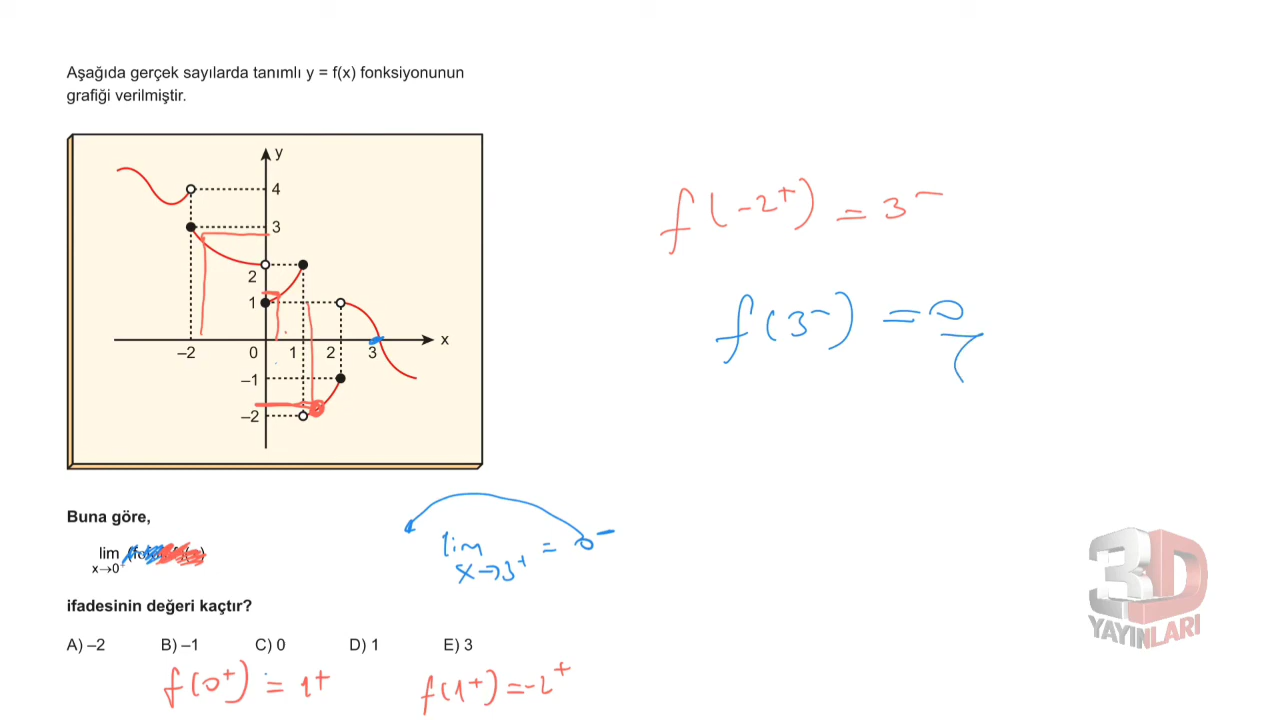 Aşağıda gerçek sayılarda tanımlı y = f(x) fonksiyonunun
grafiği verilmiştir.
y
4
3
2
1
x
–2
0
1
2
3
–1
–2
f(-2⁺) = 3⁻
f(3⁻) = 0
Buna göre,
lim
x→0⁺
lim = 0⁻
x→3⁺
ifadesinin değeri kaçtır?
A) –2 B) –1 C) 0 D) 1 E) 3
f(0⁺) = 1⁺ f(1⁺) = -2⁺
3D
YAYINLARI